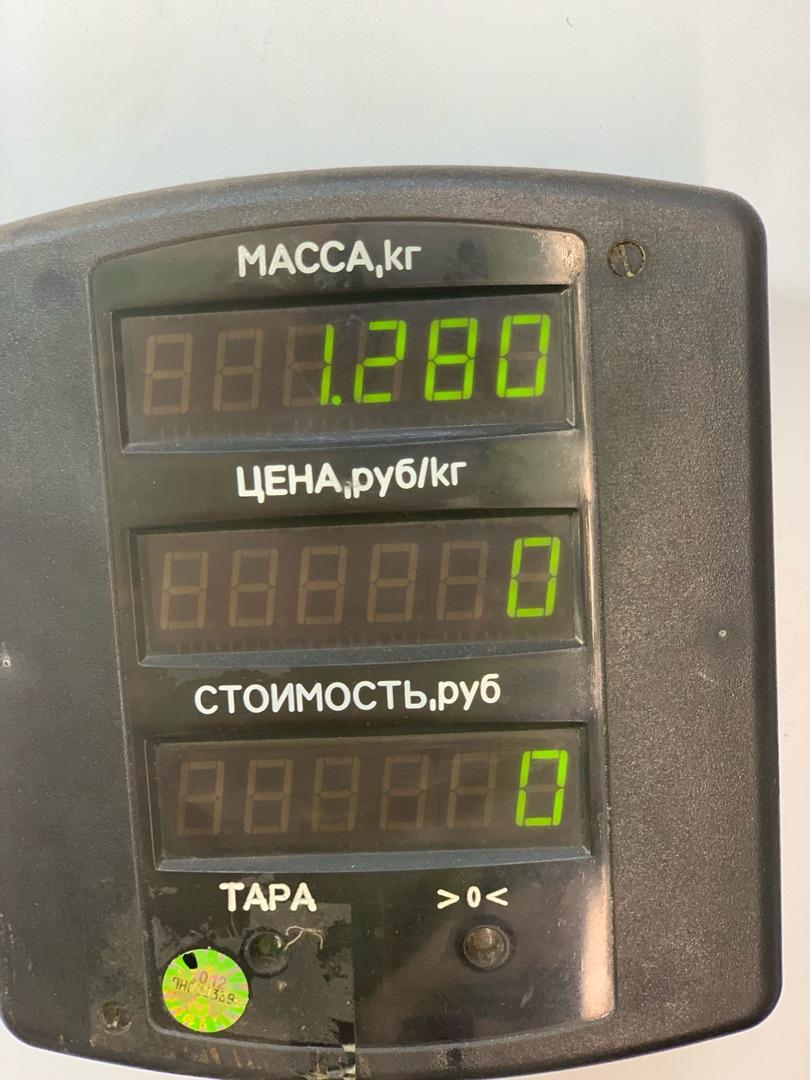 МАССА,кг
1.280
ЦЕНА,руб/кг
0
СТОИМОСТЬ,руб
0
ТАРА >0<